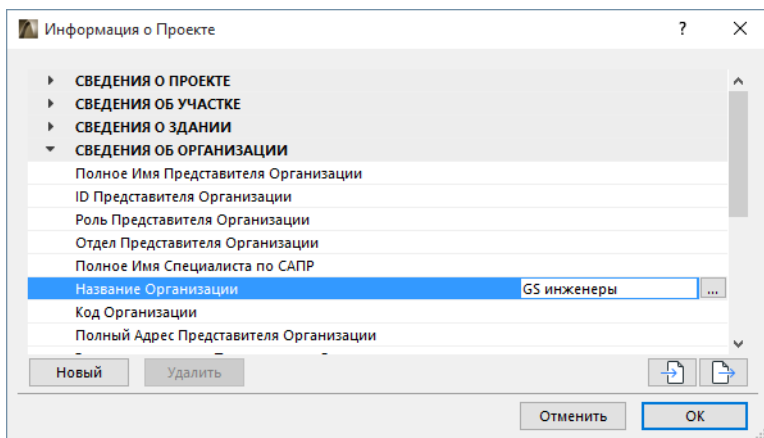 Информация о Проекте ?
СВЕДЕНИЯ О ПРОЕКТЕ
СВЕДЕНИЯ ОБ УЧАСТКЕ
СВЕДЕНИЯ О ЗДАНИИ
СВЕДЕНИЯ ОБ ОРГАНИЗАЦИИ
Полное Имя Представителя Организации
ID Представителя Организации
Роль Представителя Организации
Отдел Представителя Организации
Полное Имя Специалиста по САПР
Название Организации GS инженеры ...
Код Организации
Полный Адрес Представителя Организации
Новый Удалить
Отменить OK